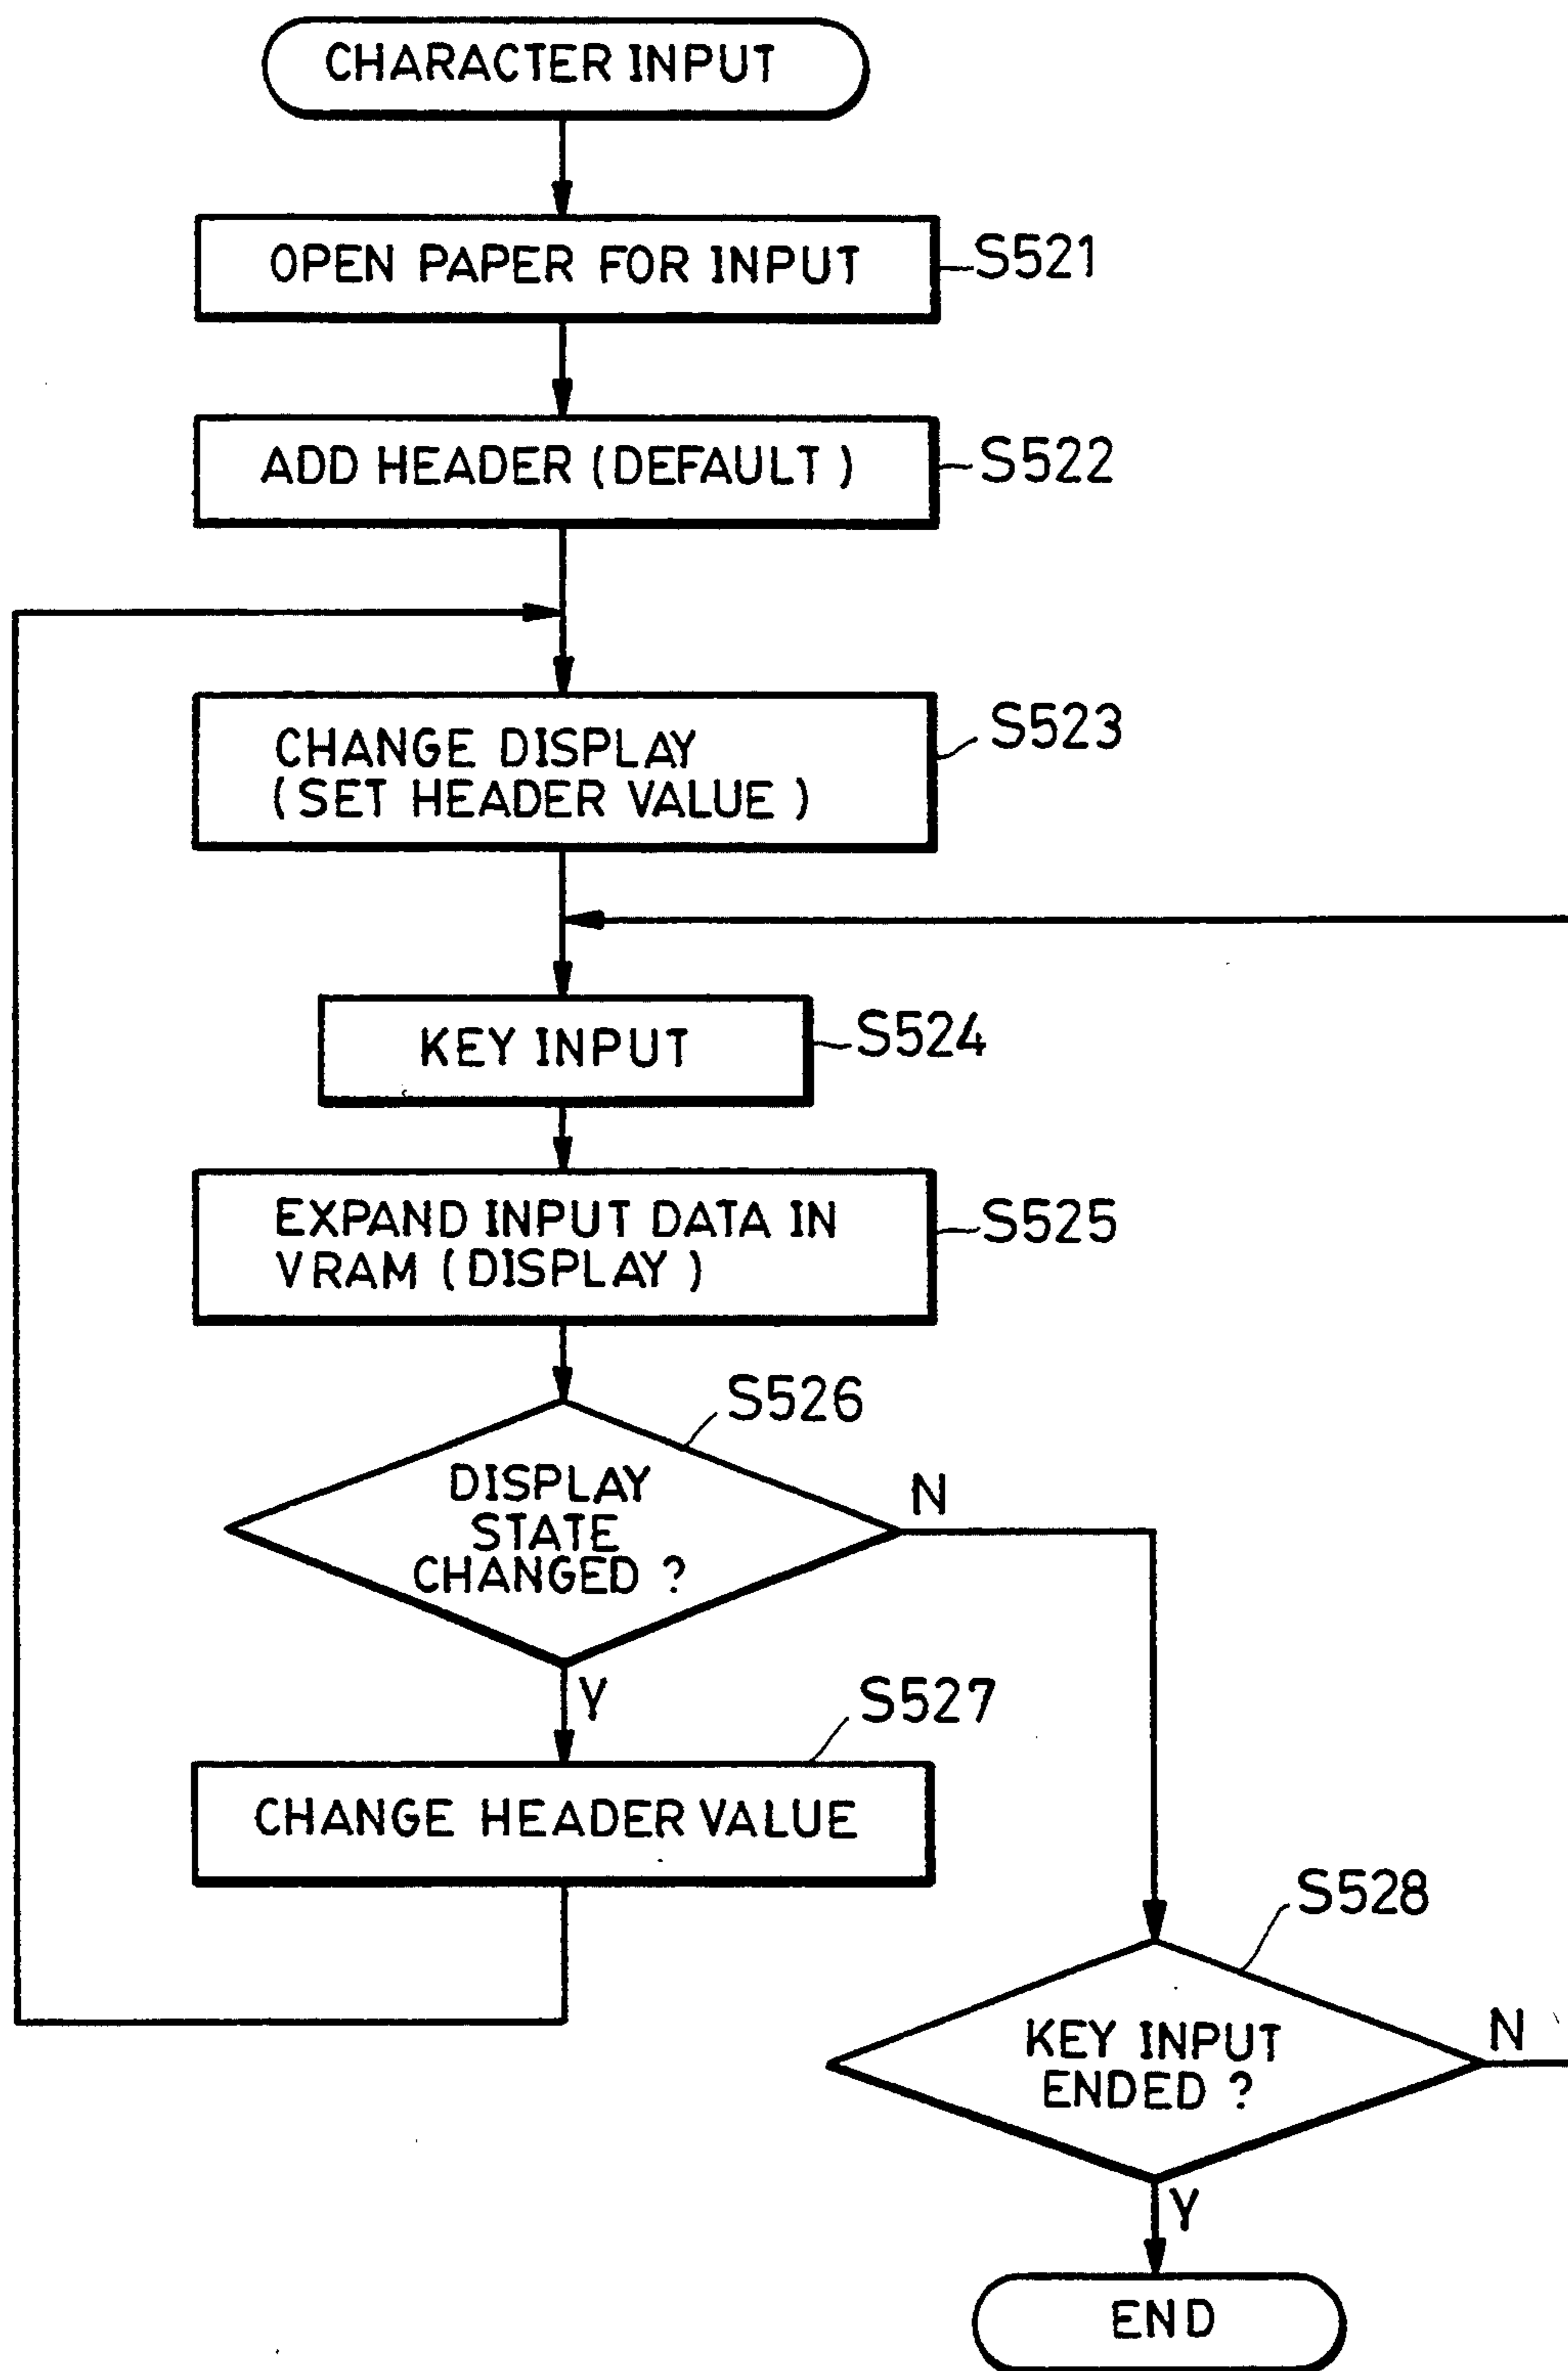 CHARACTER INPUT
OPEN PAPER FOR INPUT
S521
ADD HEADER (DEFAULT)
S522
CHANGE DISPLAY
(SET HEADER VALUE)
S523
KEY INPUT
S524
EXPAND INPUT DATA IN
VRAM (DISPLAY)
S525
S526
DISPLAY
STATE
CHANGED ?
N
Y
S527
CHANGE HEADER VALUE
S528
KEY INPUT
ENDED ?
N
Y
END